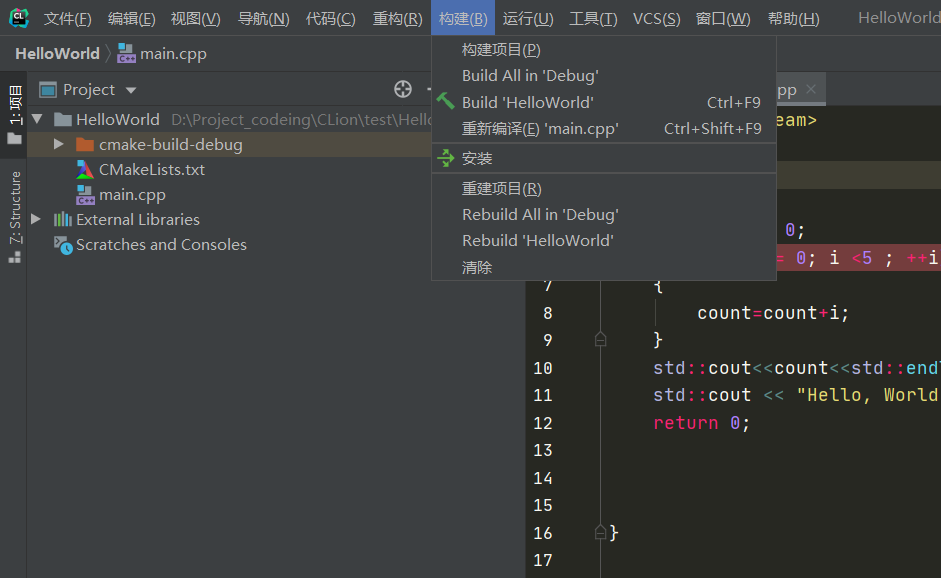 CL 文件(F) 编辑(E) 视图(V) 导航(N) 代码(C) 重构(R) 构建(B) 运行(U) 工具(T) VCS(S) 窗口(W) 帮助(H) HelloWorld
HelloWorld main.cpp
构建项目(P)
Build All in 'Debug'
Build 'HelloWorld' Ctrl+F9
重新编译(E) 'main.cpp' Ctrl+Shift+F9
安装
重建项目(R)
Rebuild All in 'Debug'
Rebuild 'HelloWorld'
清除
1: 项目
Z: Structure
Project
HelloWorld D:\Project_codeing\CLion\test\Hello
cmake-build-debug
CMakeLists.txt
main.cpp
External Libraries
Scratches and Consoles
pp
eam>
0;
= 0; i <5 ; ++i
7 {
8 count=count+i;
9 }
10 std::cout<<count<<std::endl
11 std::cout << "Hello, World
12 return 0;
13
14
15
16 }
17